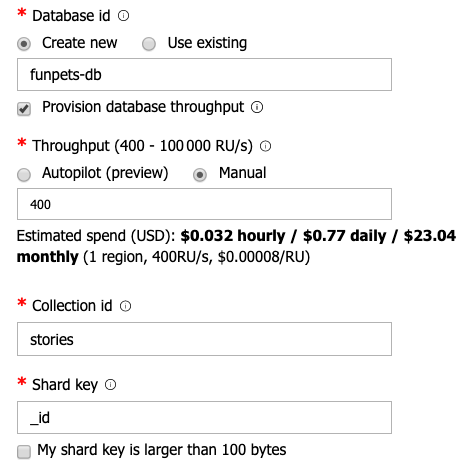 * Database id
Create new Use existing
funpets-db
Provision database throughput
* Throughput (400 - 100 000 RU/s)
Autopilot (preview) Manual
400
Estimated spend (USD): $0.032 hourly / $0.77 daily / $23.04
monthly (1 region, 400RU/s, $0.00008/RU)
* Collection id
stories
* Shard key
_id
My shard key is larger than 100 bytes